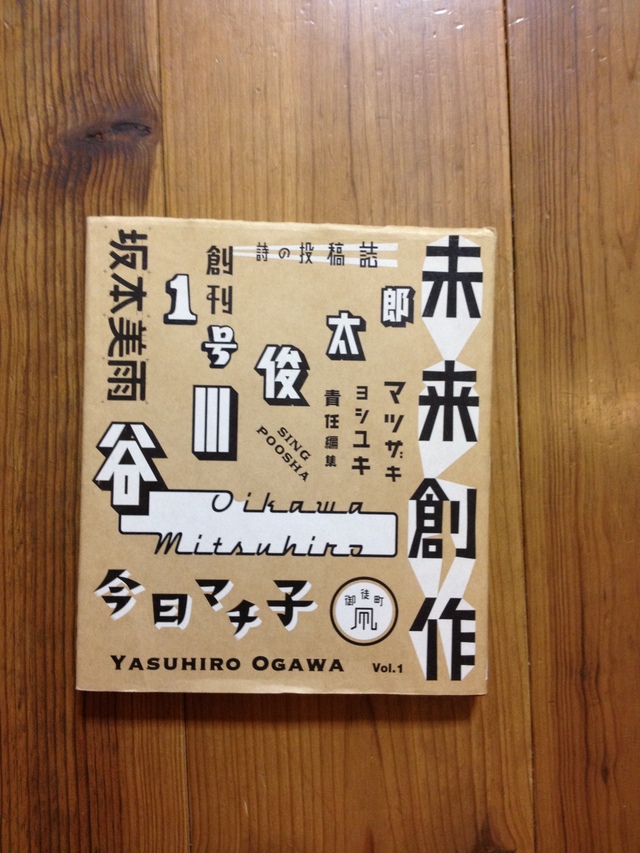 未来創作
詩の投稿誌
創刊
1号
谷川俊太郎
マツザキ
ヨシユキ
責任編集
坂本美雨
SING
POOSHA
Oikawa
Mitsuhiro
今日マチ子
御徒町凧
YASUHIRO OGAWA
Vol.1